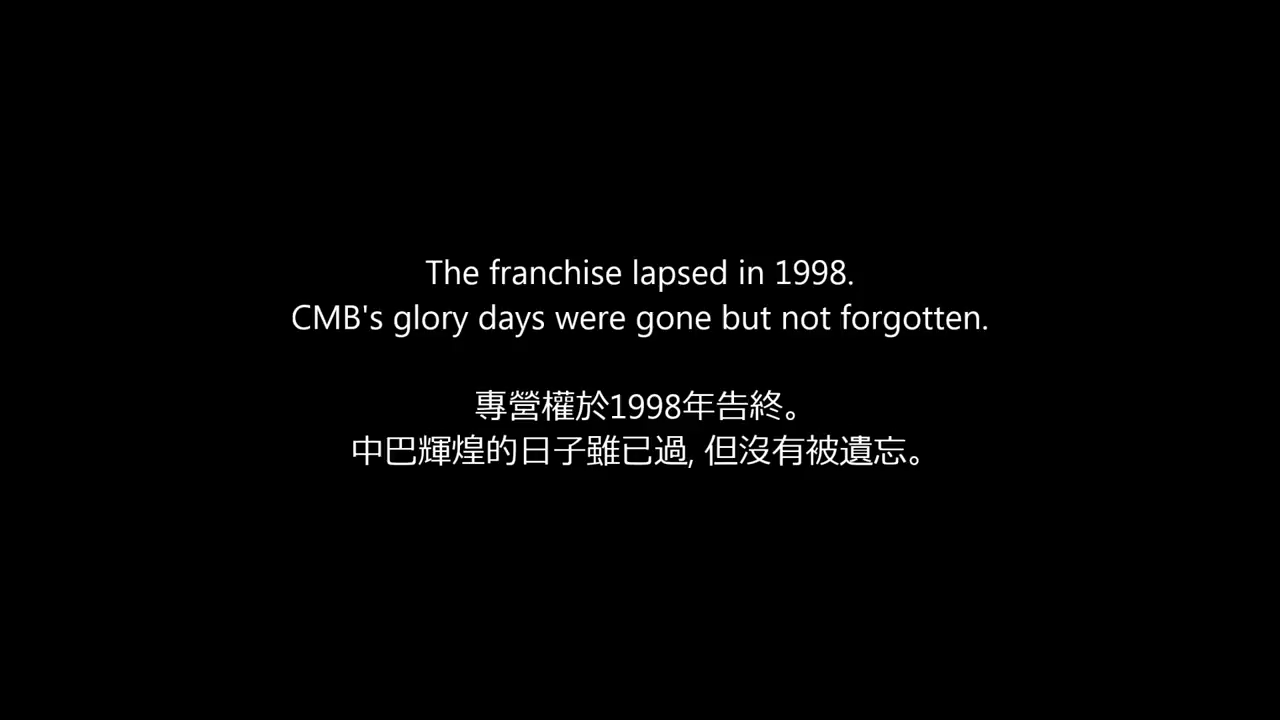 The franchise lapsed in 1998.
CMB's glory days were gone but not forgotten.
專營權於1998年告終。
中巴輝煌的日子雖已過, 但沒有被遺忘。